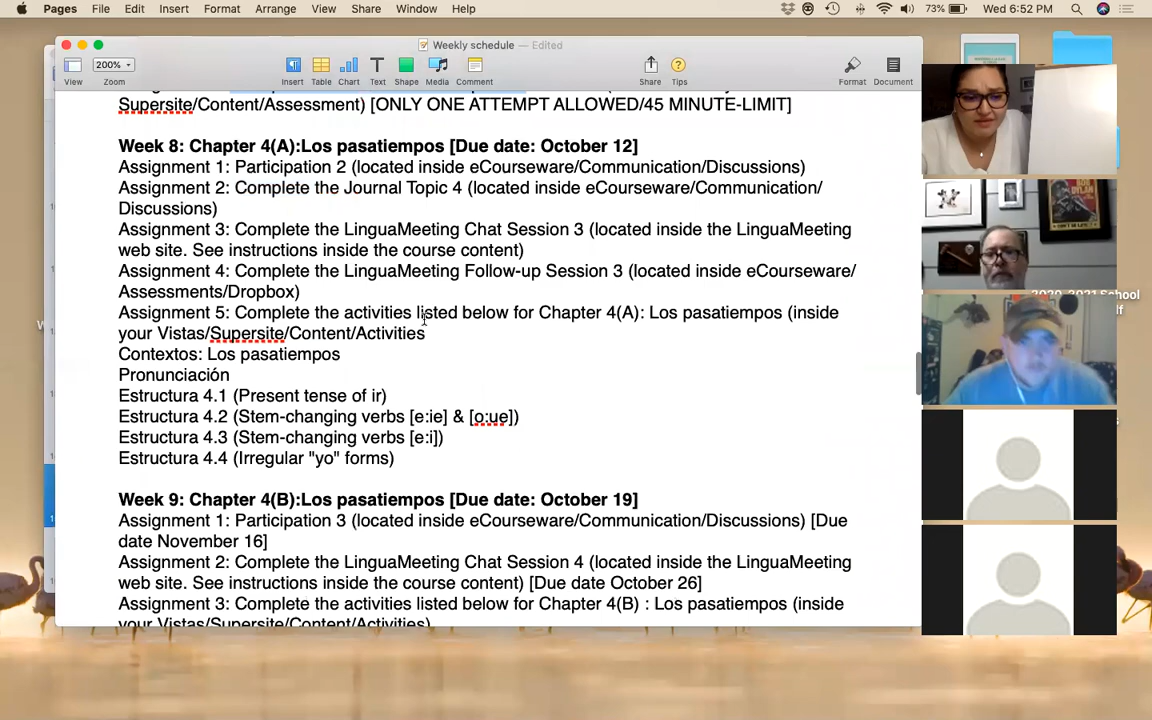 Pages File Edit Insert Format Arrange View Share Window Help
73% Wed 6:52 PM
Weekly schedule — Edited
200%
View Zoom Insert Table Chart Text Shape Media Comment Share Tips Format Document
Supersite/Content/Assessment) [ONLY ONE ATTEMPT ALLOWED/45 MINUTE-LIMIT]
Week 8: Chapter 4(A):Los pasatiempos [Due date: October 12]
Assignment 1: Participation 2 (located inside eCourseware/Communication/Discussions)
Assignment 2: Complete the Journal Topic 4 (located inside eCourseware/Communication/
Discussions)
Assignment 3: Complete the LinguaMeeting Chat Session 3 (located inside the LinguaMeeting
web site. See instructions inside the course content)
Assignment 4: Complete the LinguaMeeting Follow-up Session 3 (located inside eCourseware/
Assessments/Dropbox)
Assignment 5: Complete the activities listed below for Chapter 4(A): Los pasatiempos (inside
your Vistas/Supersite/Content/Activities
Contextos: Los pasatiempos
Pronunciación
Estructura 4.1 (Present tense of ir)
Estructura 4.2 (Stem-changing verbs [e:ie] & [o:ue])
Estructura 4.3 (Stem-changing verbs [e:i])
Estructura 4.4 (Irregular "yo" forms)
Week 9: Chapter 4(B):Los pasatiempos [Due date: October 19]
Assignment 1: Participation 3 (located inside eCourseware/Communication/Discussions) [Due
date November 16]
Assignment 2: Complete the LinguaMeeting Chat Session 4 (located inside the LinguaMeeting
web site. See instructions inside the course content) [Due date October 26]
Assignment 3: Complete the activities listed below for Chapter 4(B) : Los pasatiempos (inside
your Vistas/Supersite/Content/Activities)
BOB DYLAN
2020-2021 School